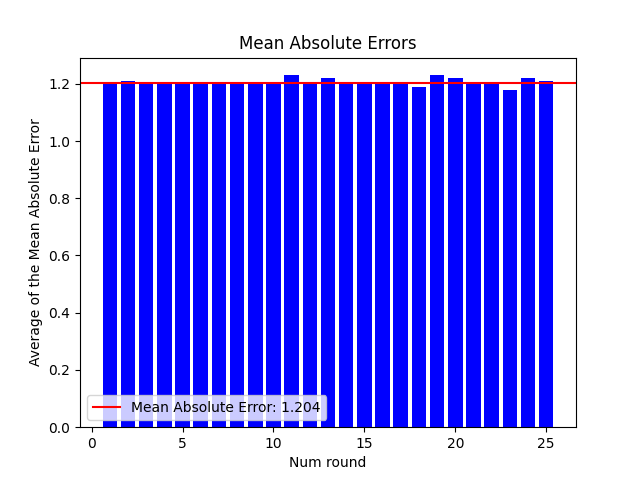 Mean Absolute Errors
Average of the Mean Absolute Error
1.2
1.0
0.8
0.6
0.4
0.2
0.0
Mean Absolute Error: 1.204
0 5 10 15 20 25
Num round